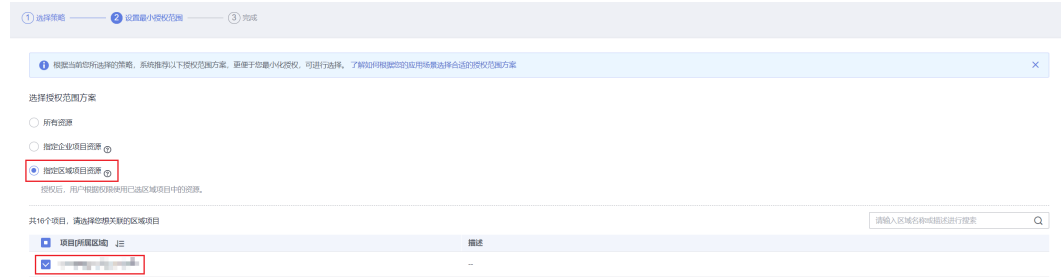 1 选择策略 2 设置最小授权范围 3 完成
根据当前您所选择的策略，系统推荐以下授权范围方案，更便于您最小化授权，可进行选择。了解如何根据您的应用场景选择合适的授权范围方案
选择授权范围方案
所有资源
指定企业项目资源
指定区域项目资源
授权后，用户根据权限使用已选区域项目中的资源。
共16个项目，请选择您想关联的区域项目 请输入区域名称或描述进行搜索
项目[所属区域] 描述
--